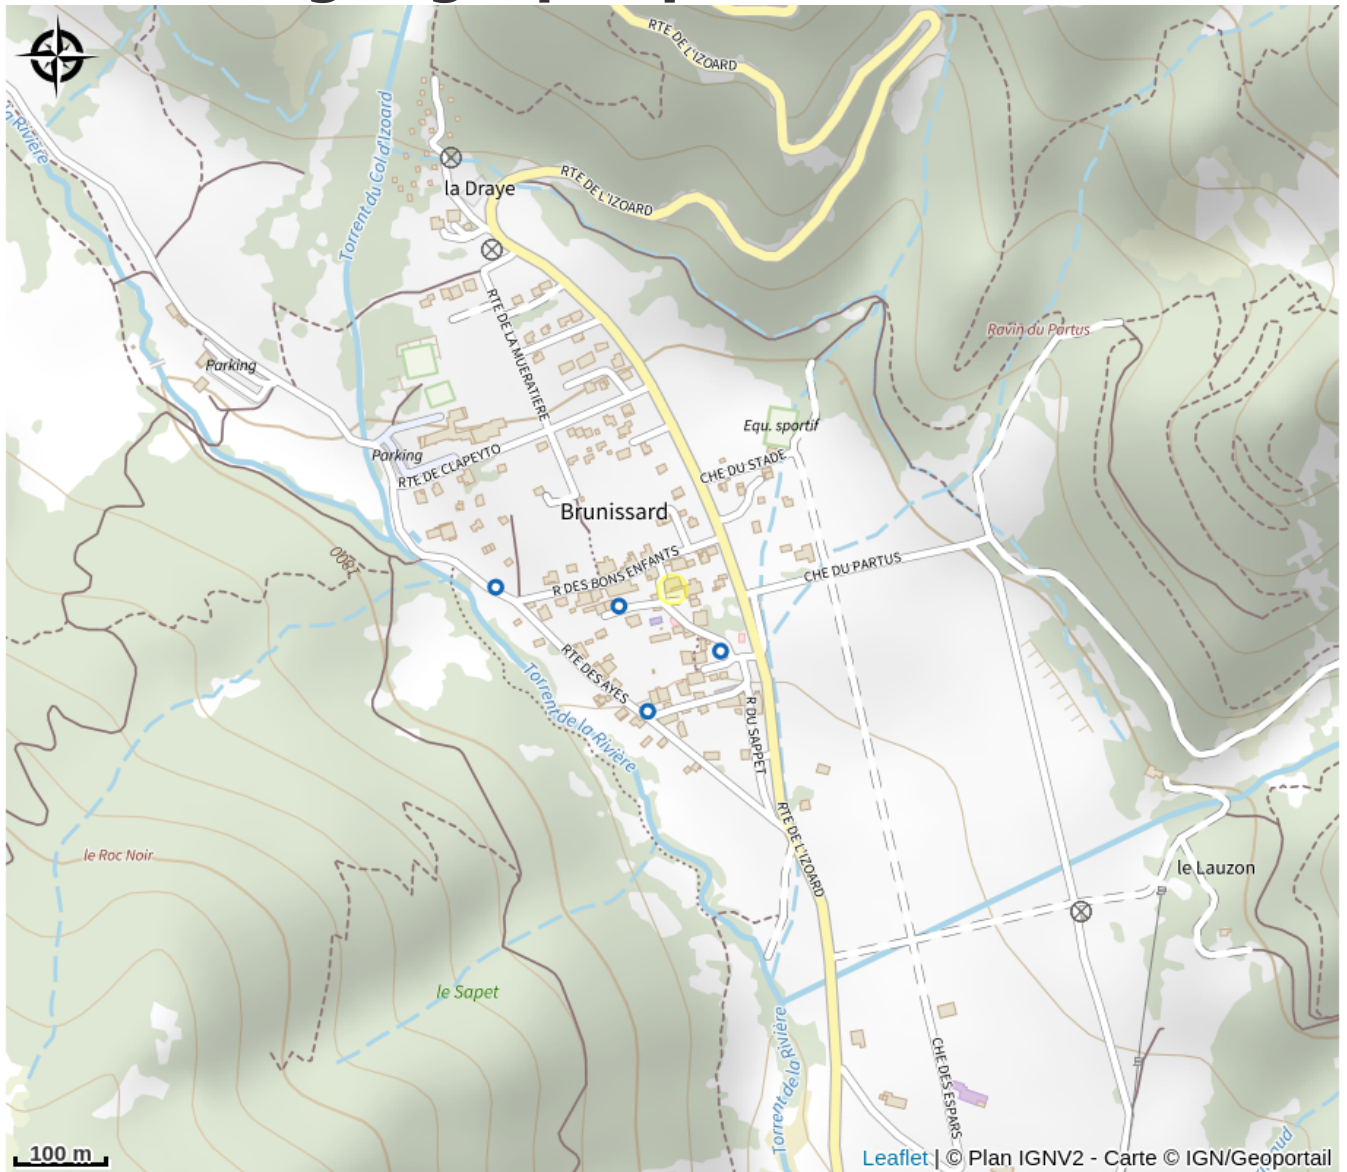 RTE DE L'IZOARD
la Rivière
Torrent du Col d'Izoard
la Draye
RTE DE L'IZOARD
RTE DE LA MUERATIERE
Ravin du Partus
Parking
Equ. sportif
Parking
RTE DE CLAPEYTO
CHE DU STADE
Brunissard
1800
R DES BONS ENFANTS
CHE DU PARTUS
RTE DES AYES
Torrent de la Rivière
R DU SAPPET
RTE DE L'IZOARD
le Roc Noir
le Lauzon
le Sapet
Torrent de la Rivière
CHE DES ESPARS
100 m
Leaflet | © Plan IGNV2 - Carte © IGN/Geoportail